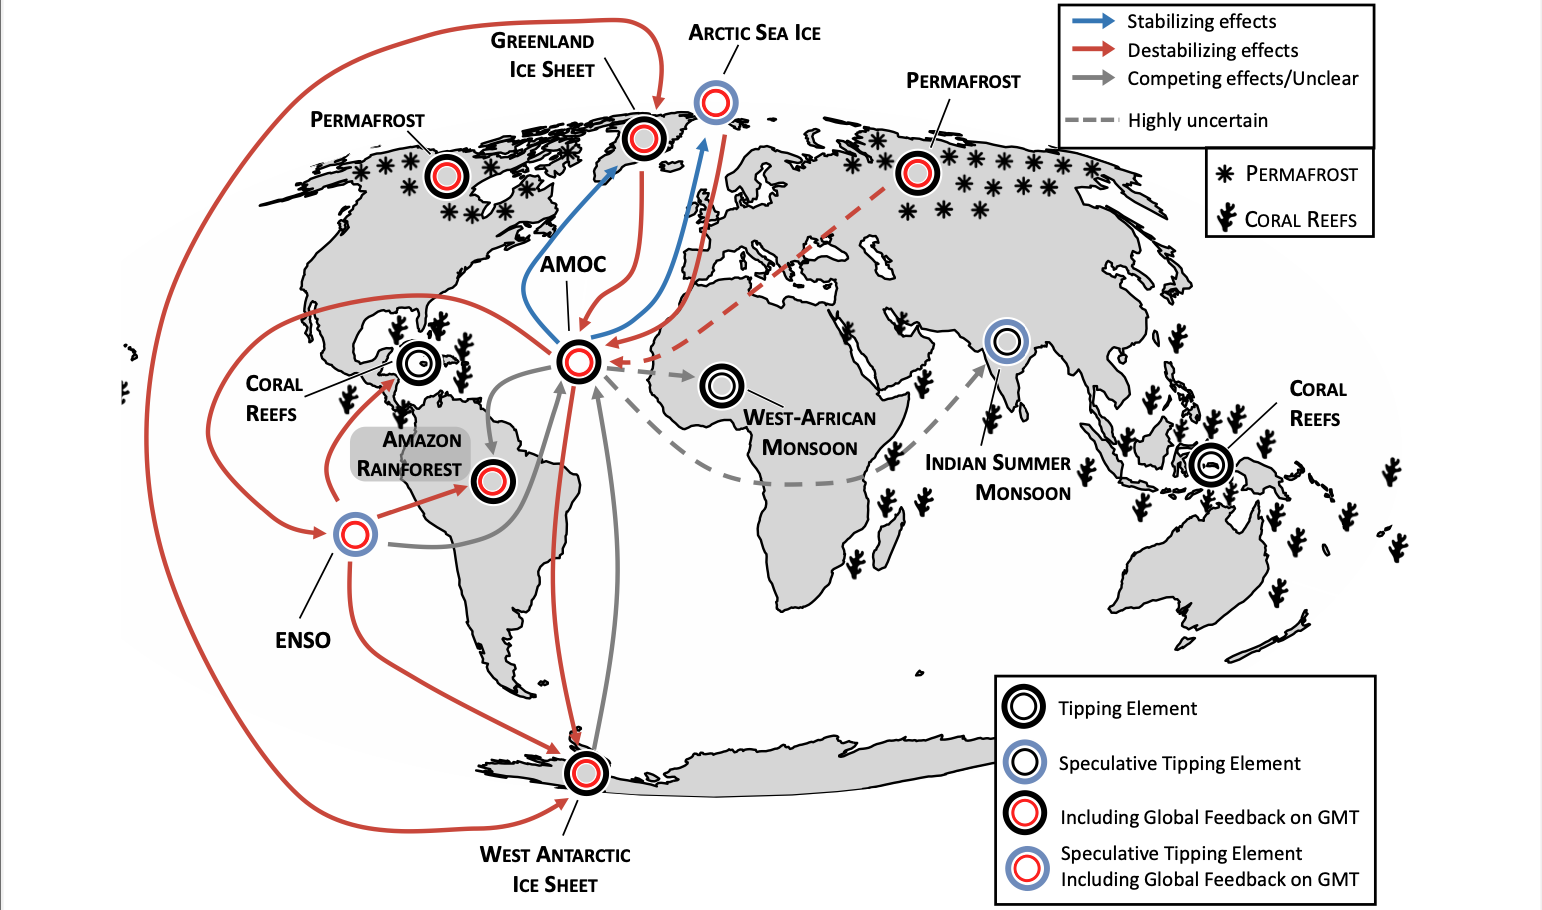 GREENLAND
ICE SHEET
ARCTIC SEA ICE
PERMAFROST
PERMAFROST
Stabilizing effects
Destabilizing effects
Competing effects/Unclear
Highly uncertain
PERMAFROST
CORAL REEFS
AMOC
CORAL
REEFS
AMAZON
RAINFOREST
WEST-AFRICAN
MONSOON
INDIAN SUMMER
MONSOON
CORAL
REEFS
ENSO
WEST ANTARCTIC
ICE SHEET
Tipping Element
Speculative Tipping Element
Including Global Feedback on GMT
Speculative Tipping Element
Including Global Feedback on GMT